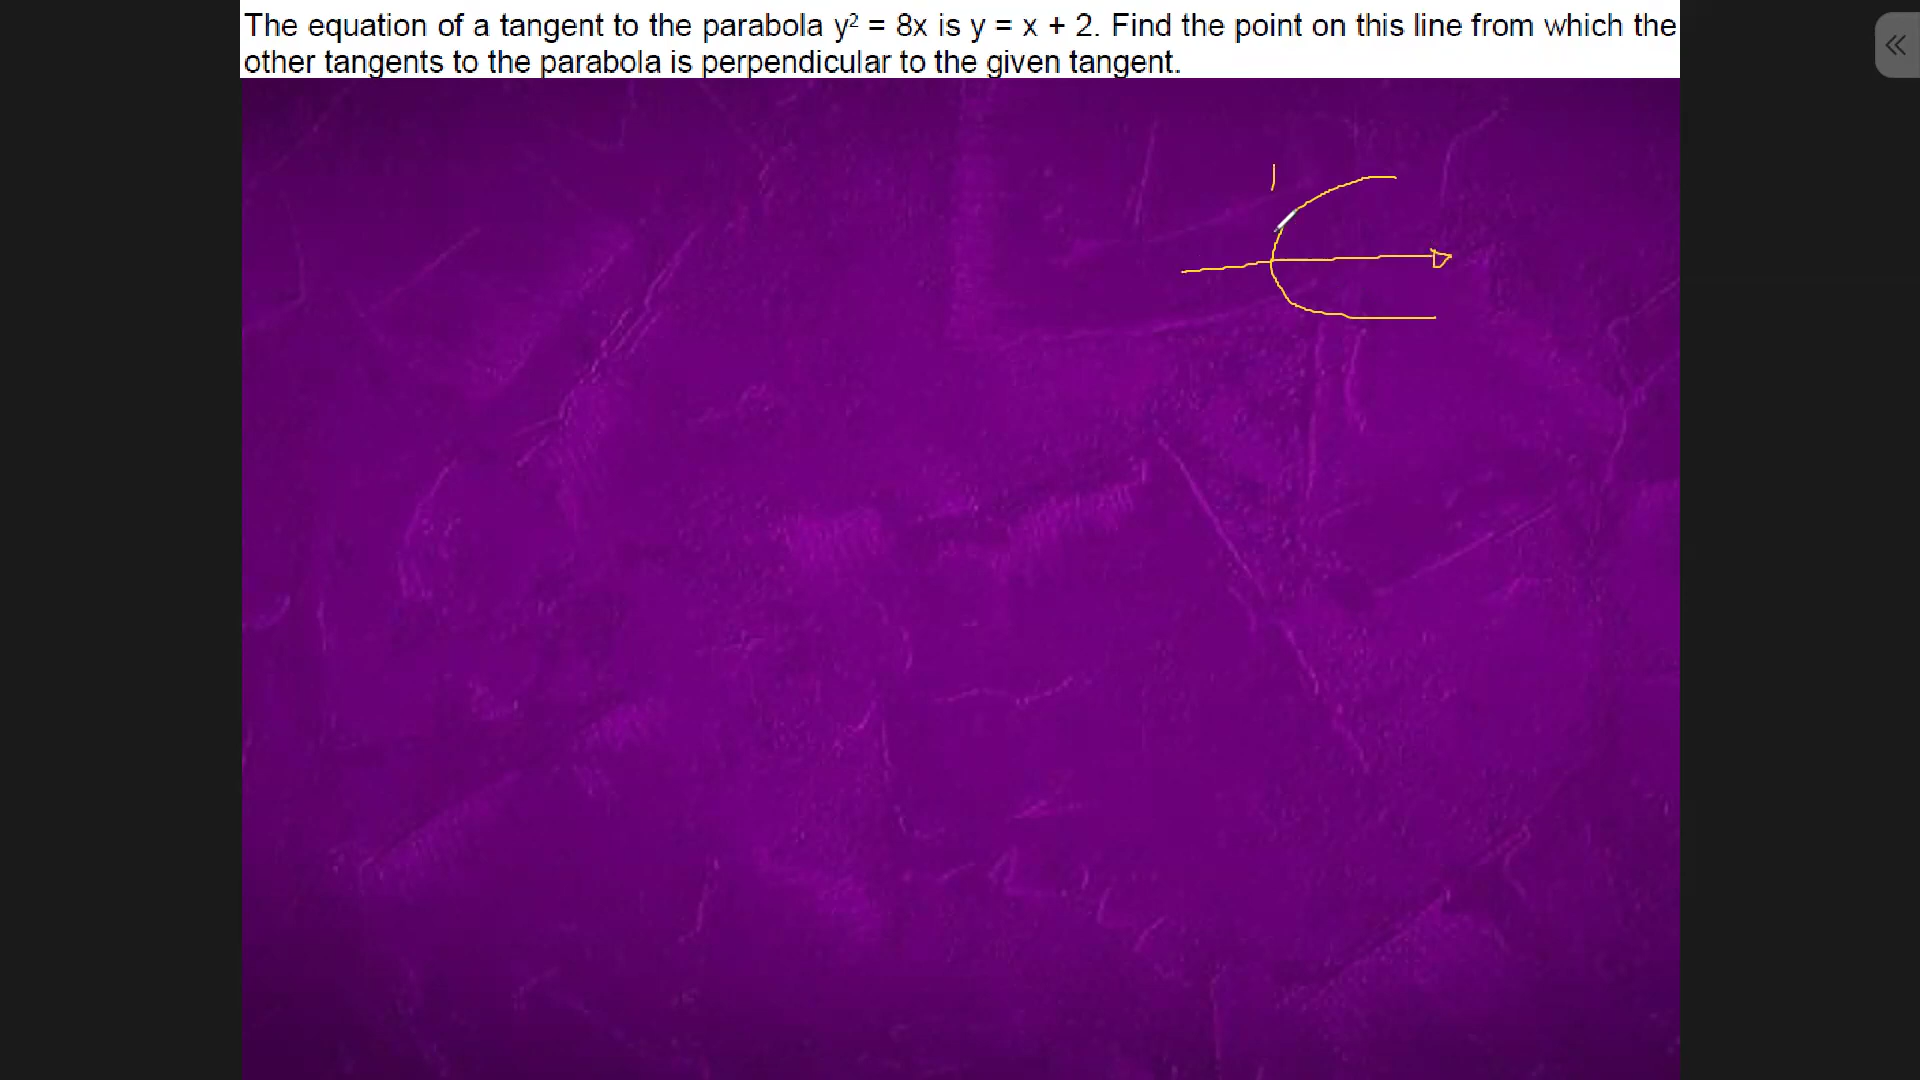 The equation of a tangent to the parabola y² = 8x is y = x + 2. Find the point on this line from which the
other tangents to the parabola is perpendicular to the given tangent.